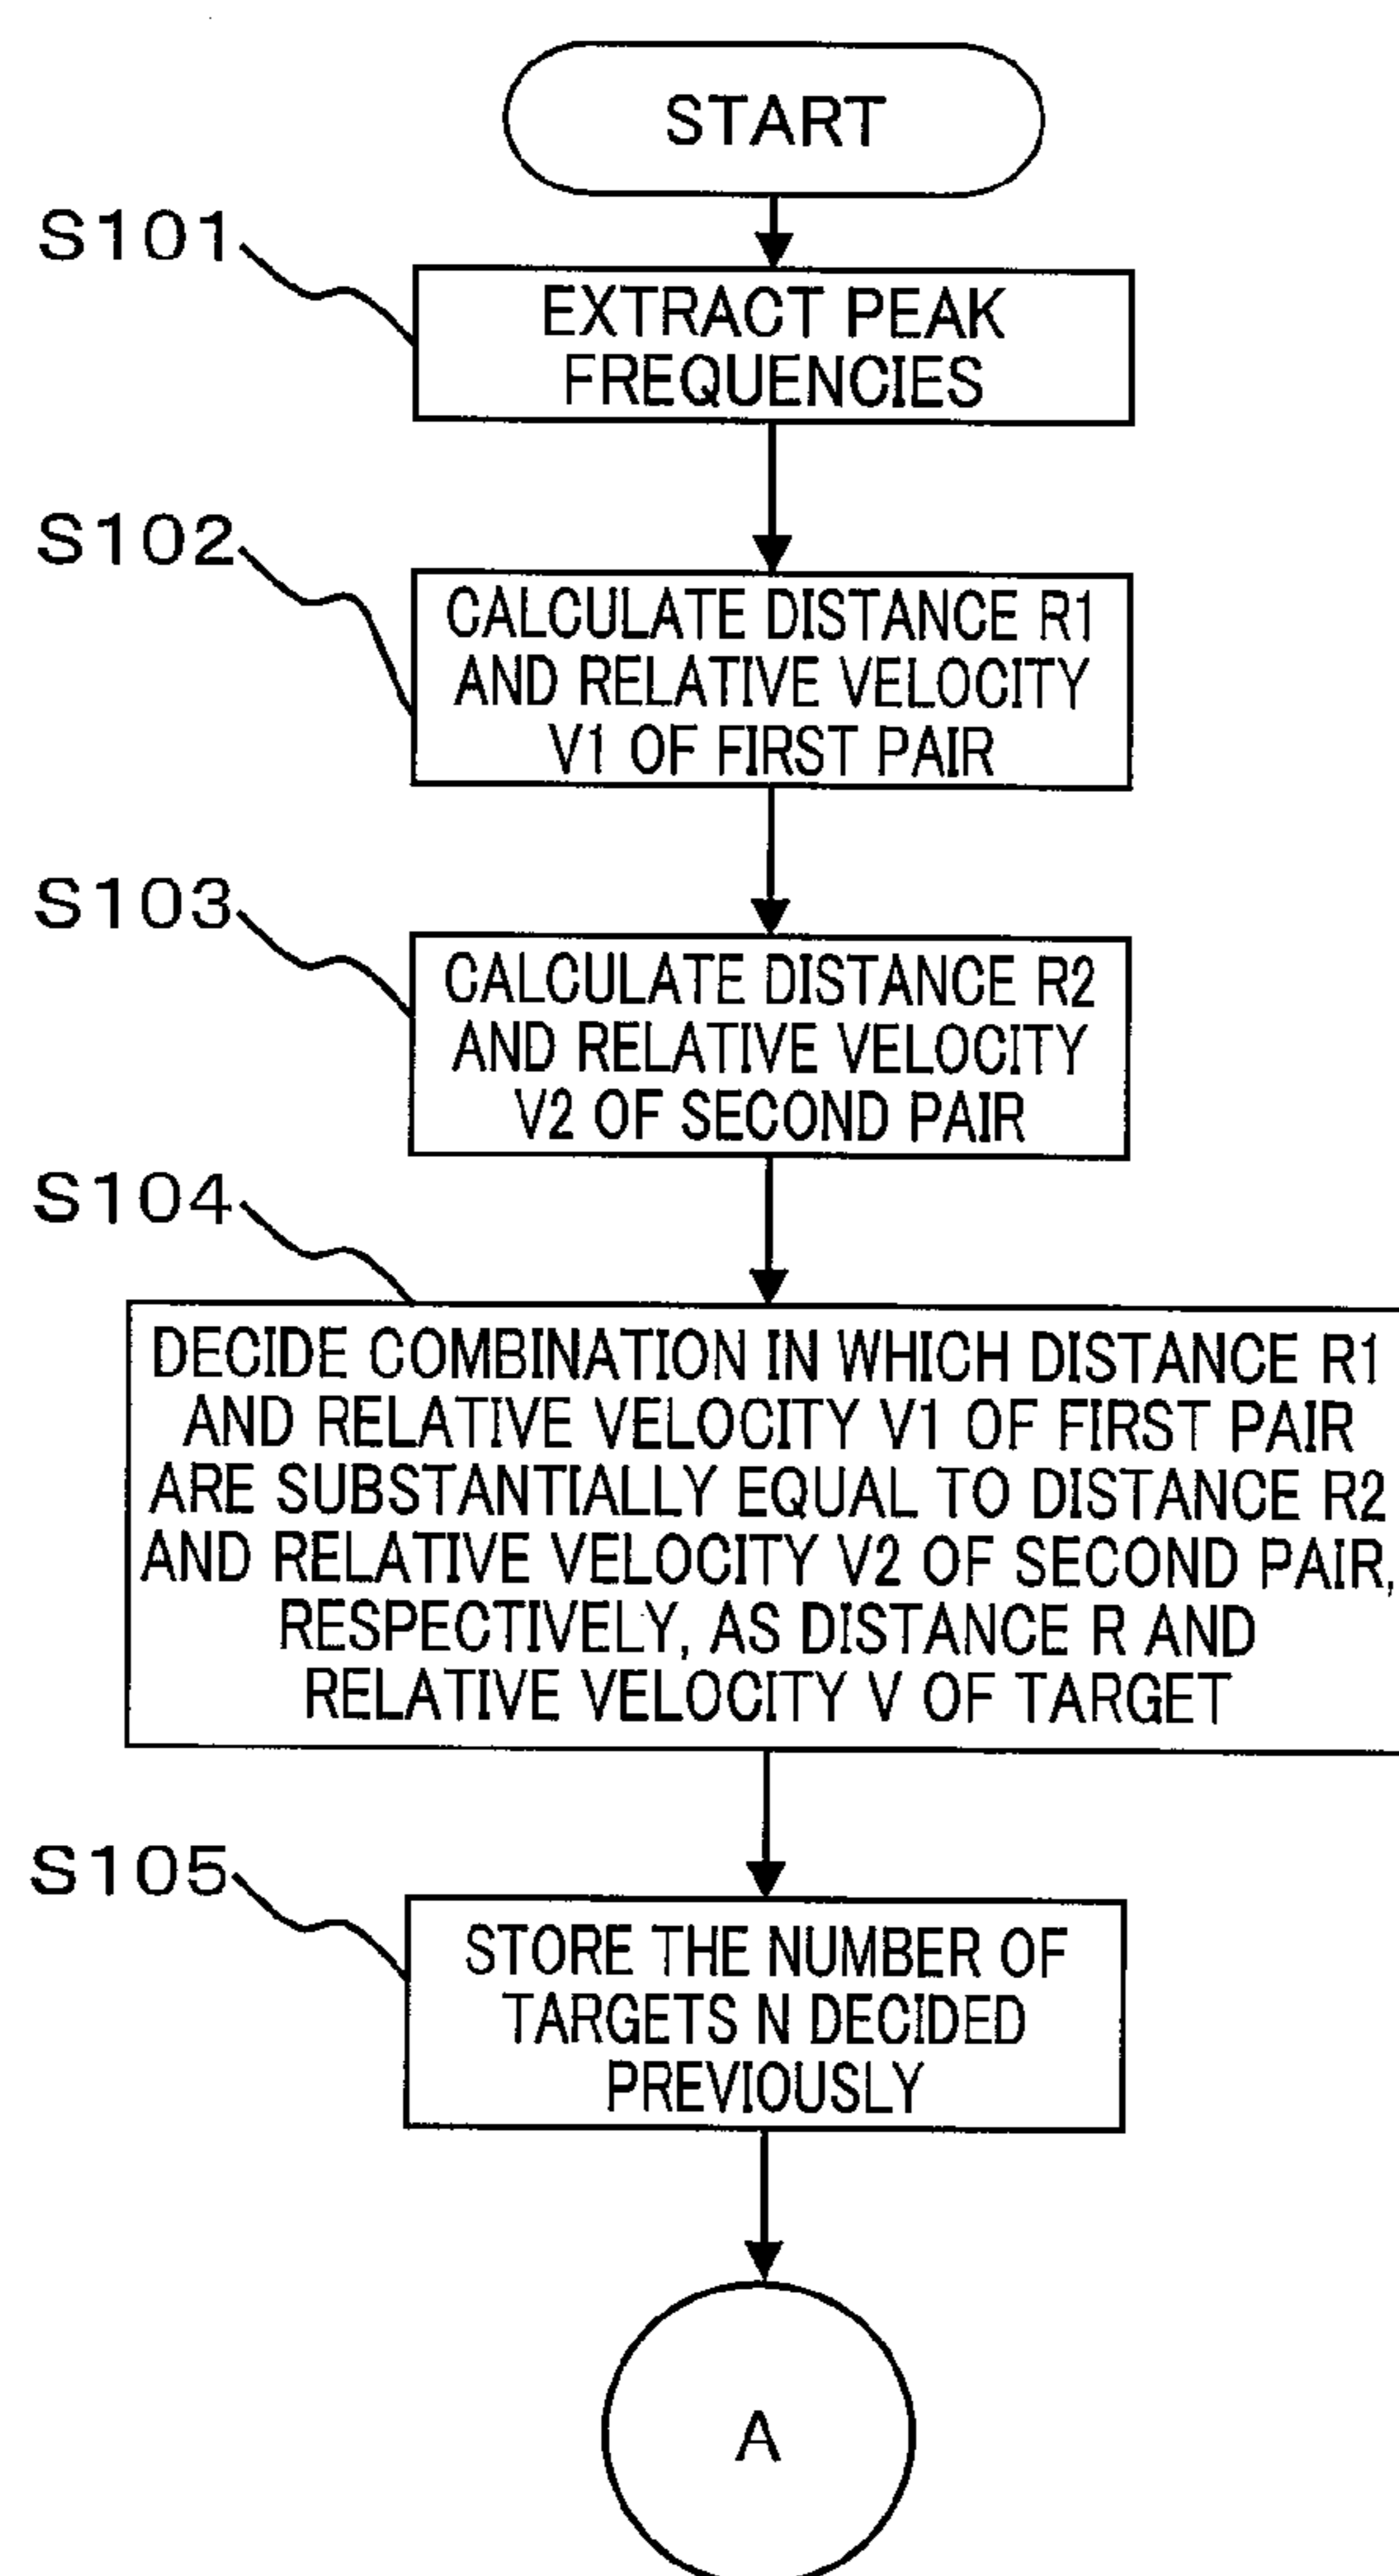 START
S101
EXTRACT PEAK
FREQUENCIES
S102
CALCULATE DISTANCE R1
AND RELATIVE VELOCITY
V1 OF FIRST PAIR
S103
CALCULATE DISTANCE R2
AND RELATIVE VELOCITY
V2 OF SECOND PAIR
S104
DECIDE COMBINATION IN WHICH DISTANCE R1
AND RELATIVE VELOCITY V1 OF FIRST PAIR
ARE SUBSTANTIALLY EQUAL TO DISTANCE R2
AND RELATIVE VELOCITY V2 OF SECOND PAIR,
RESPECTIVELY, AS DISTANCE R AND
RELATIVE VELOCITY V OF TARGET
S105
STORE THE NUMBER OF
TARGETS N DECIDED
PREVIOUSLY
A